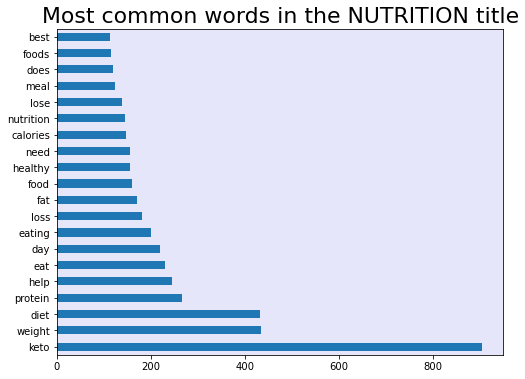 Most common words in the NUTRITION title
best
foods
does
meal
lose
nutrition
calories
need
healthy
food
fat
loss
eating
day
eat
help
protein
diet
weight
keto
0 200 400 600 800